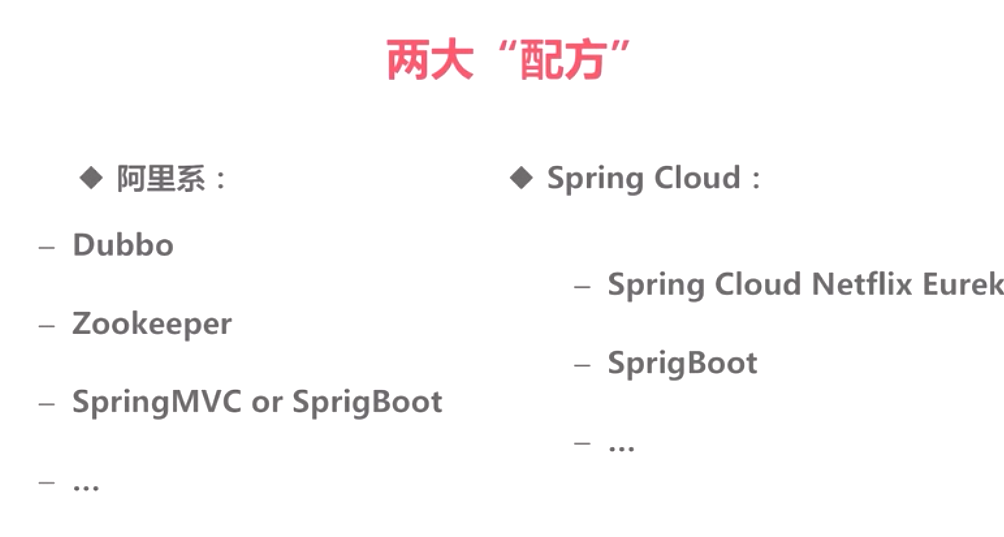 两大“配方”
◆ 阿里系：
– Dubbo
– Zookeeper
– SpringMVC or SprigBoot
– ...
◆ Spring Cloud：
– Spring Cloud Netflix Eurek
– SprigBoot
– ...